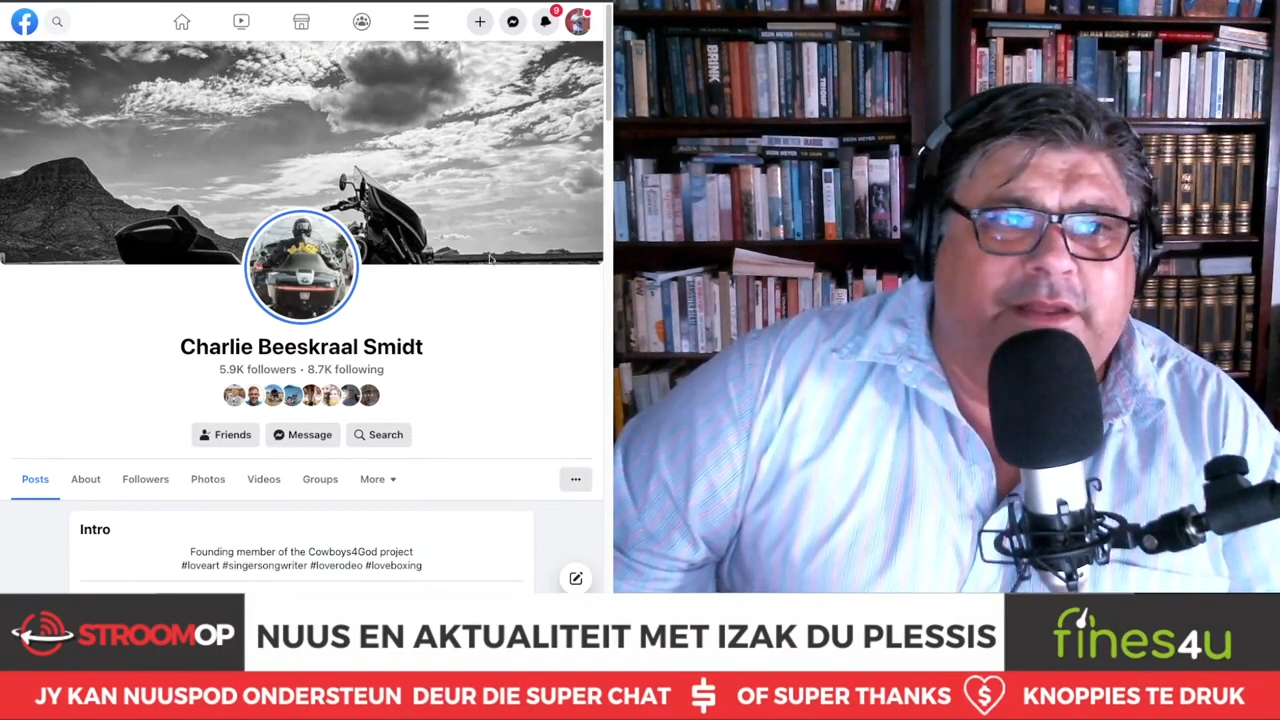 9
Charlie Beeskraal Smidt
5.9K followers • 8.7K following
Friends
Message
Search
Posts
About
Followers
Photos
Videos
Groups
More
Intro
Founding member of the Cowboys4God project
#loveart #singersongwriter #loverodeo #loveboxing
BRINK
STROOMOP
NUUS EN AKTUALITEIT MET IZAK DU PLESSIS
fines4u
JY KAN NUUSPOD ONDERSTEUN DEUR DIE SUPER CHAT $ OF SUPER THANKS $ KNOPPIES TE DRUK